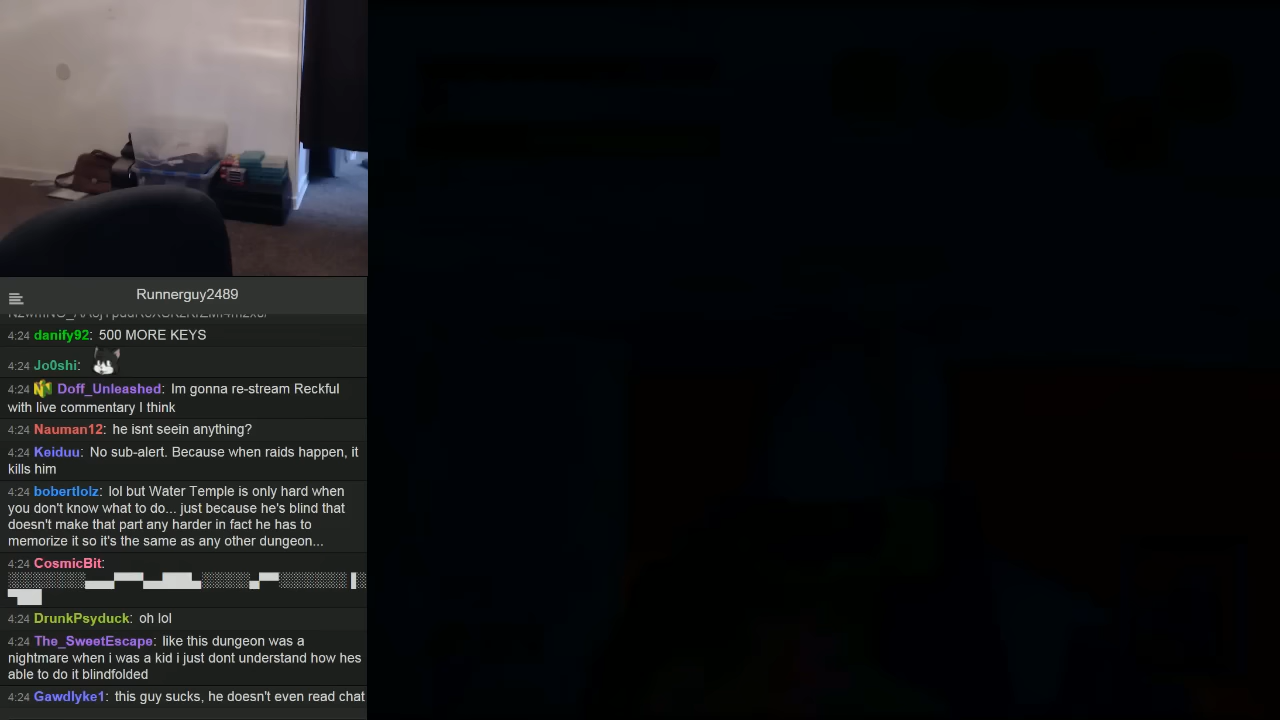 Runnerguy2489
4:24 danify92: 500 MORE KEYS
4:24 Jo0shi:
4:24 Doff_Unleashed: Im gonna re-stream Reckful
with live commentary I think
4:24 Nauman12: he isnt seein anything?
4:24 Keiduu: No sub-alert. Because when raids happen, it
kills him
4:24 bobertlolz: lol but Water Temple is only hard when
you don't know what to do... just because he's blind that
doesn't make that part any harder in fact he has to
memorize it so it's the same as any other dungeon...
4:24 CosmicBit:
4:24 DrunkPsyduck: oh lol
4:24 The_SweetEscape: like this dungeon was a
nightmare when i was a kid i just dont understand how hes
able to do it blindfolded
4:24 Gawdlyke1: this guy sucks, he doesn't even read chat